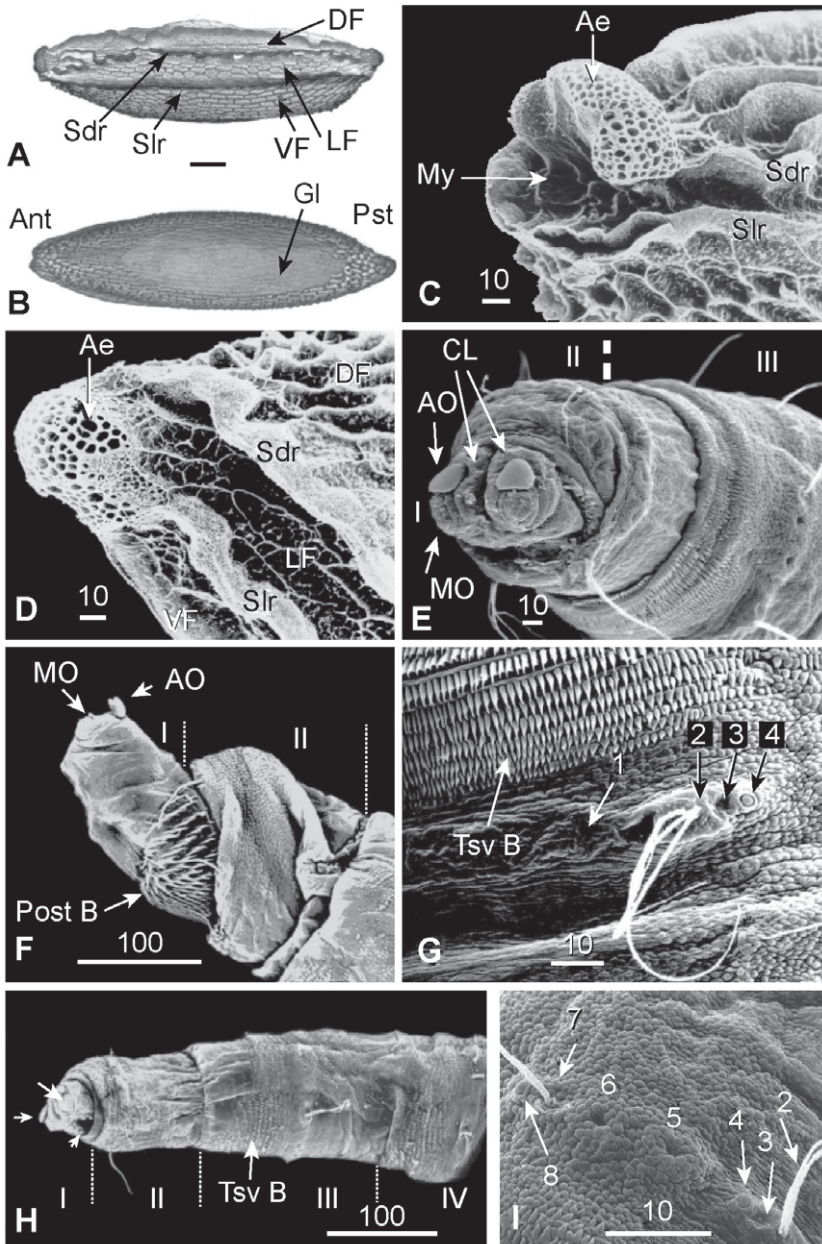 DF
Sdr Slr VF LF
A
Gl
Ant Pst
B
Ae
My
Sdr
Slr
10
C
Ae
DF
Sdr
LF
Slr
VF
10
D
II III
CL
AO
I
MO
10
E
MO AO
I II
Post B
100
F
1 2 3 4
Tsv B
10
G
Tsv B
I II III IV
100
H
7
6
5
4
3
2
8
10
I